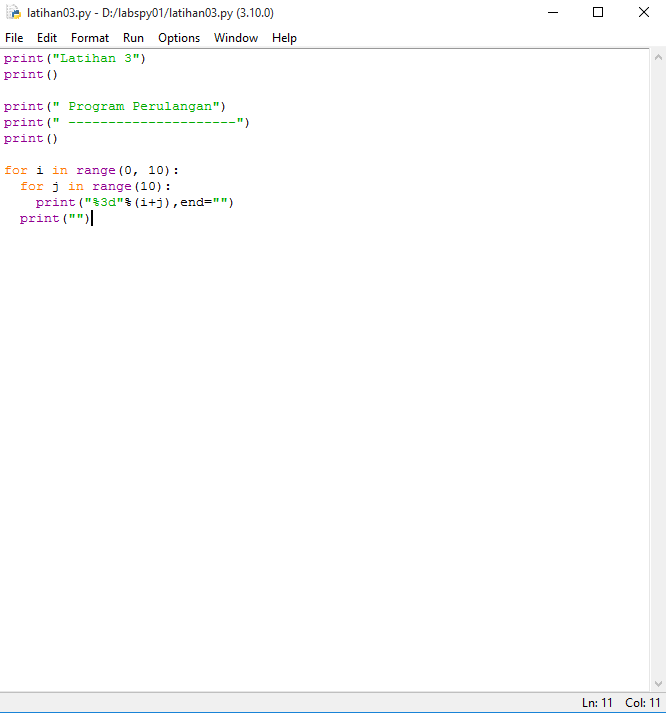 latihan03.py - D:/labspy01/latihan03.py (3.10.0)
File Edit Format Run Options Window Help
print("Latihan 3")
print()

print(" Program Perulangan")
print(" ---------------------")
print()

for i in range(0, 10):
  for j in range(10):
    print("%3d"%(i+j),end="")
  print("")
Ln: 11 Col: 11